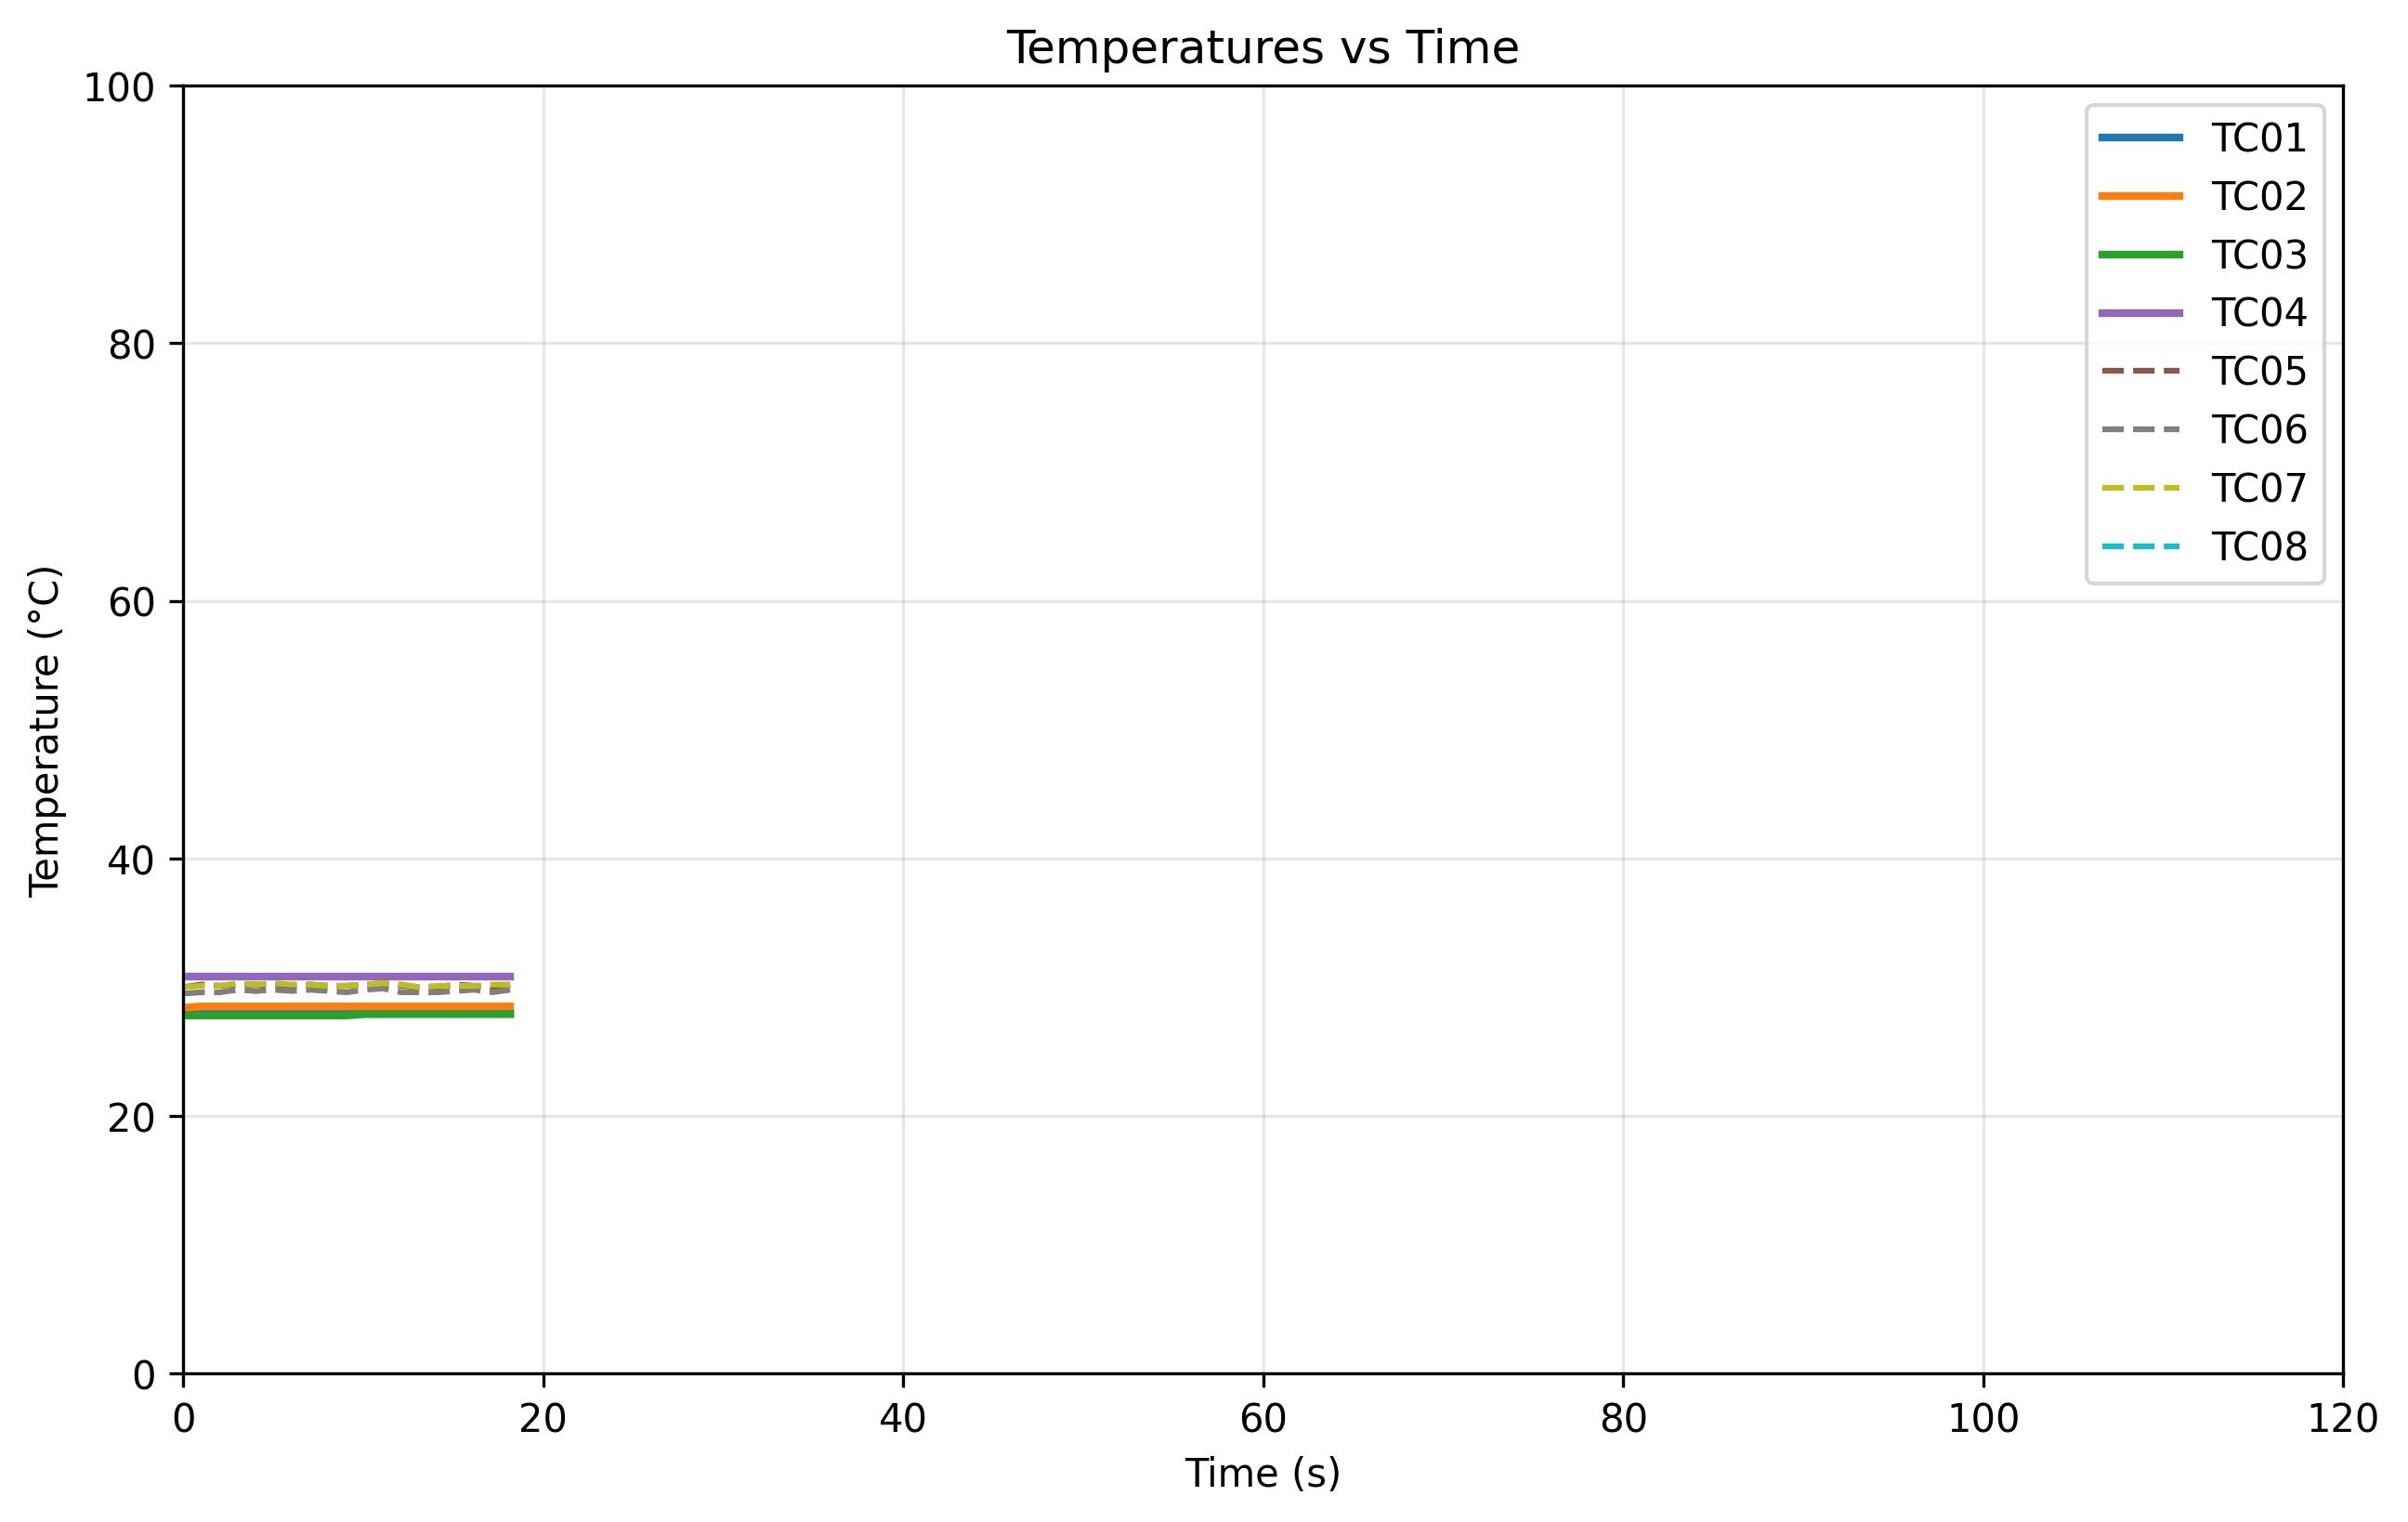 Temperatures vs Time
100
80
60
40
20
0
Temperature (°C)
0 20 40 60 80 100 120
Time (s)
TC01
TC02
TC03
TC04
TC05
TC06
TC07
TC08